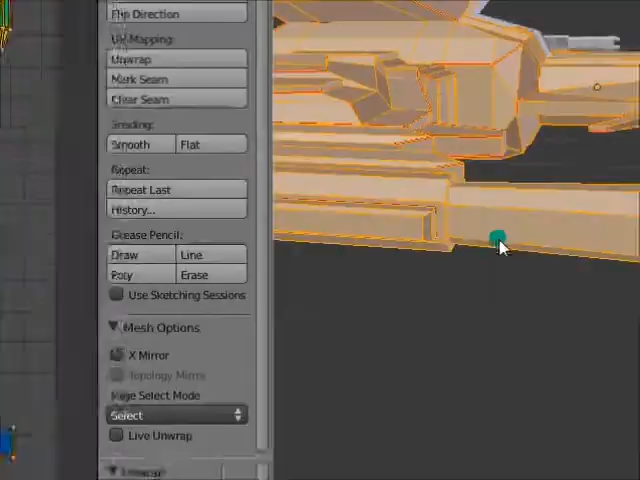 Flip Direction
UV Mapping:
Unwrap
Mark Seam
Clear Seam
Shading:
Smooth Flat
Repeat:
Repeat Last
History...
Grease Pencil:
Draw Line
Poly Erase
Use Sketching Sessions
Mesh Options
X Mirror
Topology Mirror
Edge Select Mode
Select
Live Unwrap